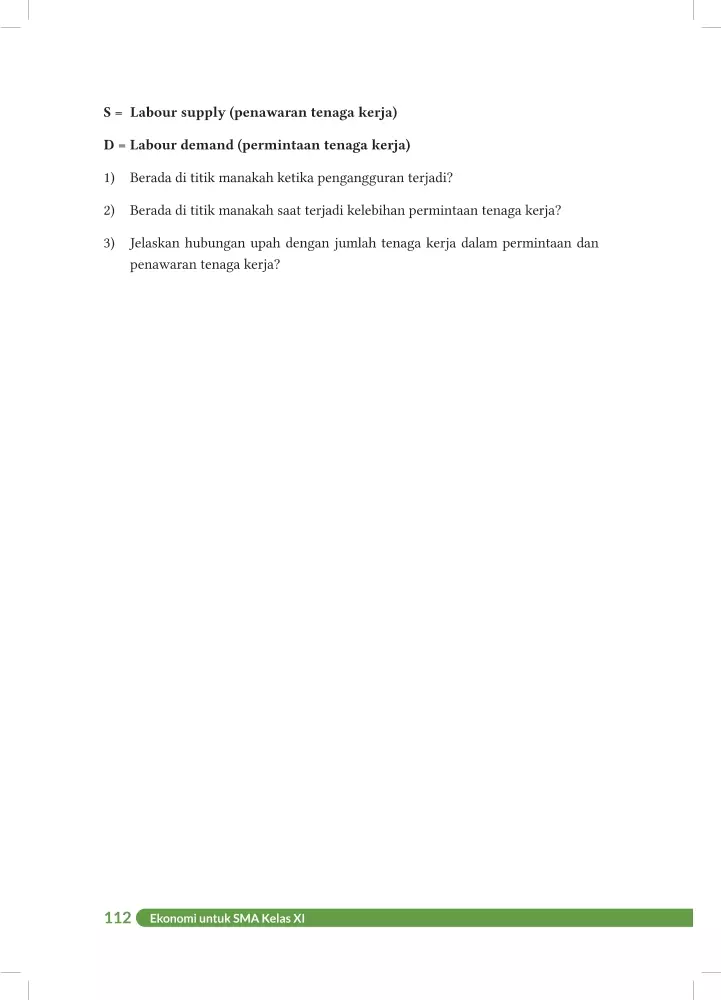 S = Labour supply (penawaran tenaga kerja)
D = Labour demand (permintaan tenaga kerja)
1) Berada di titik manakah ketika pengangguran terjadi?
2) Berada di titik manakah saat terjadi kelebihan permintaan tenaga kerja?
3) Jelaskan hubungan upah dengan jumlah tenaga kerja dalam permintaan dan
penawaran tenaga kerja?
112 Ekonomi untuk SMA Kelas XI